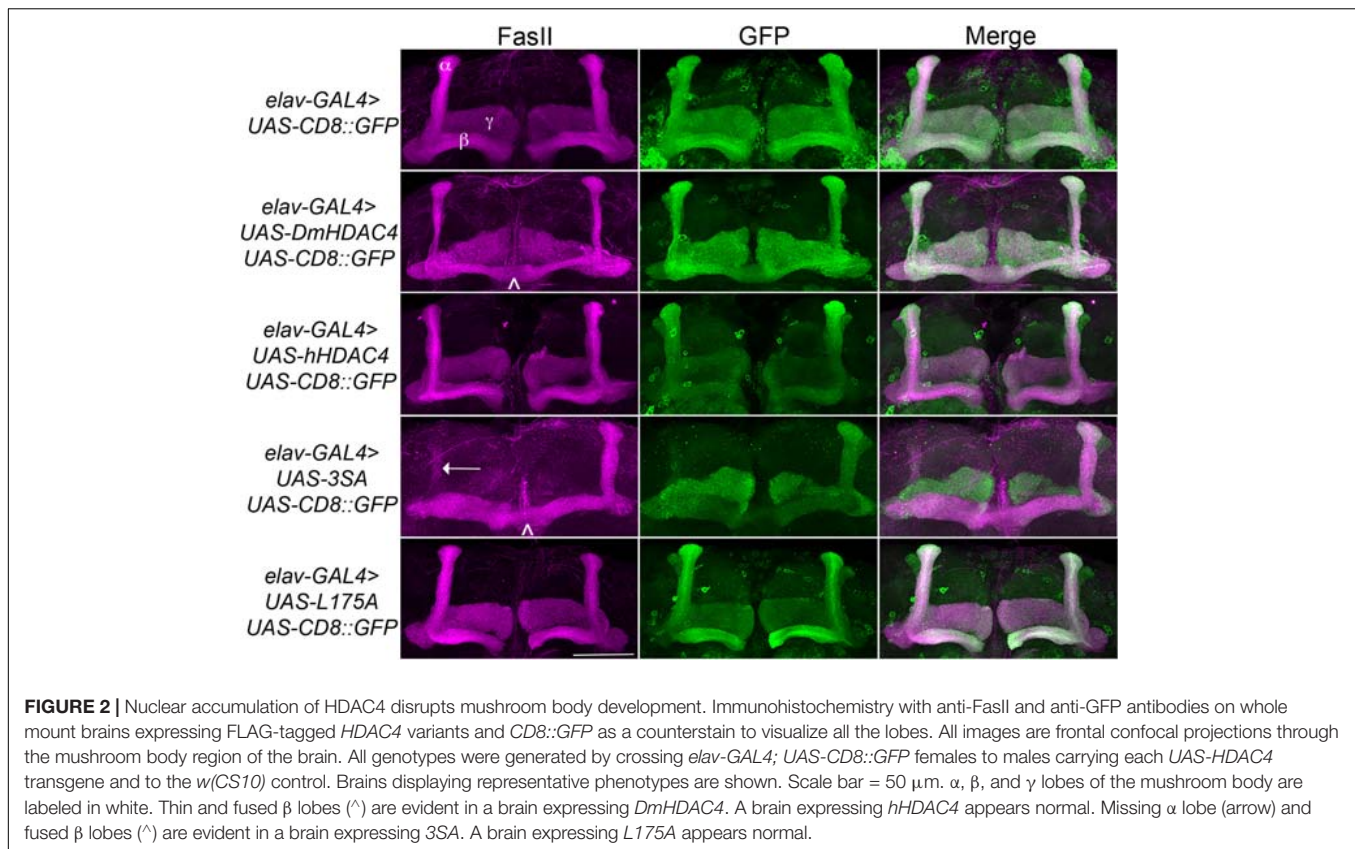 FasII GFP Merge
elav-GAL4>
UAS-CD8::GFP
α
γ
β
elav-GAL4>
UAS-DmHDAC4
UAS-CD8::GFP
^
elav-GAL4>
UAS-hHDAC4
UAS-CD8::GFP
elav-GAL4>
UAS-3SA
UAS-CD8::GFP
^
elav-GAL4>
UAS-L175A
UAS-CD8::GFP
FIGURE 2 | Nuclear accumulation of HDAC4 disrupts mushroom body development. Immunohistochemistry with anti-FasII and anti-GFP antibodies on whole
mount brains expressing FLAG-tagged HDAC4 variants and CD8::GFP as a counterstain to visualize all the lobes. All images are frontal confocal projections through
the mushroom body region of the brain. All genotypes were generated by crossing elav-GAL4; UAS-CD8::GFP females to males carrying each UAS-HDAC4
transgene and to the w(CS10) control. Brains displaying representative phenotypes are shown. Scale bar = 50 μm. α, β, and γ lobes of the mushroom body are
labeled in white. Thin and fused β lobes (^) are evident in a brain expressing DmHDAC4. A brain expressing hHDAC4 appears normal. Missing α lobe (arrow) and
fused β lobes (^) are evident in a brain expressing 3SA. A brain expressing L175A appears normal.